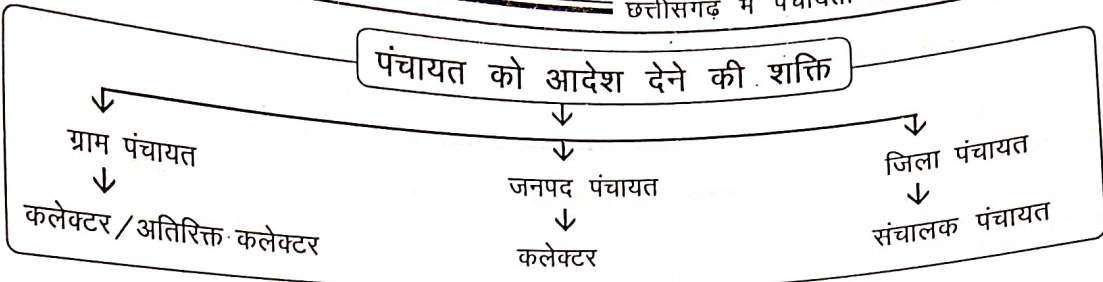 छत्तीसगढ़ में पंचायती
पंचायत को आदेश देने की शक्ति
ग्राम पंचायत
कलेक्टर/अतिरिक्त कलेक्टर
जनपद पंचायत
कलेक्टर
जिला पंचायत
संचालक पंचायत